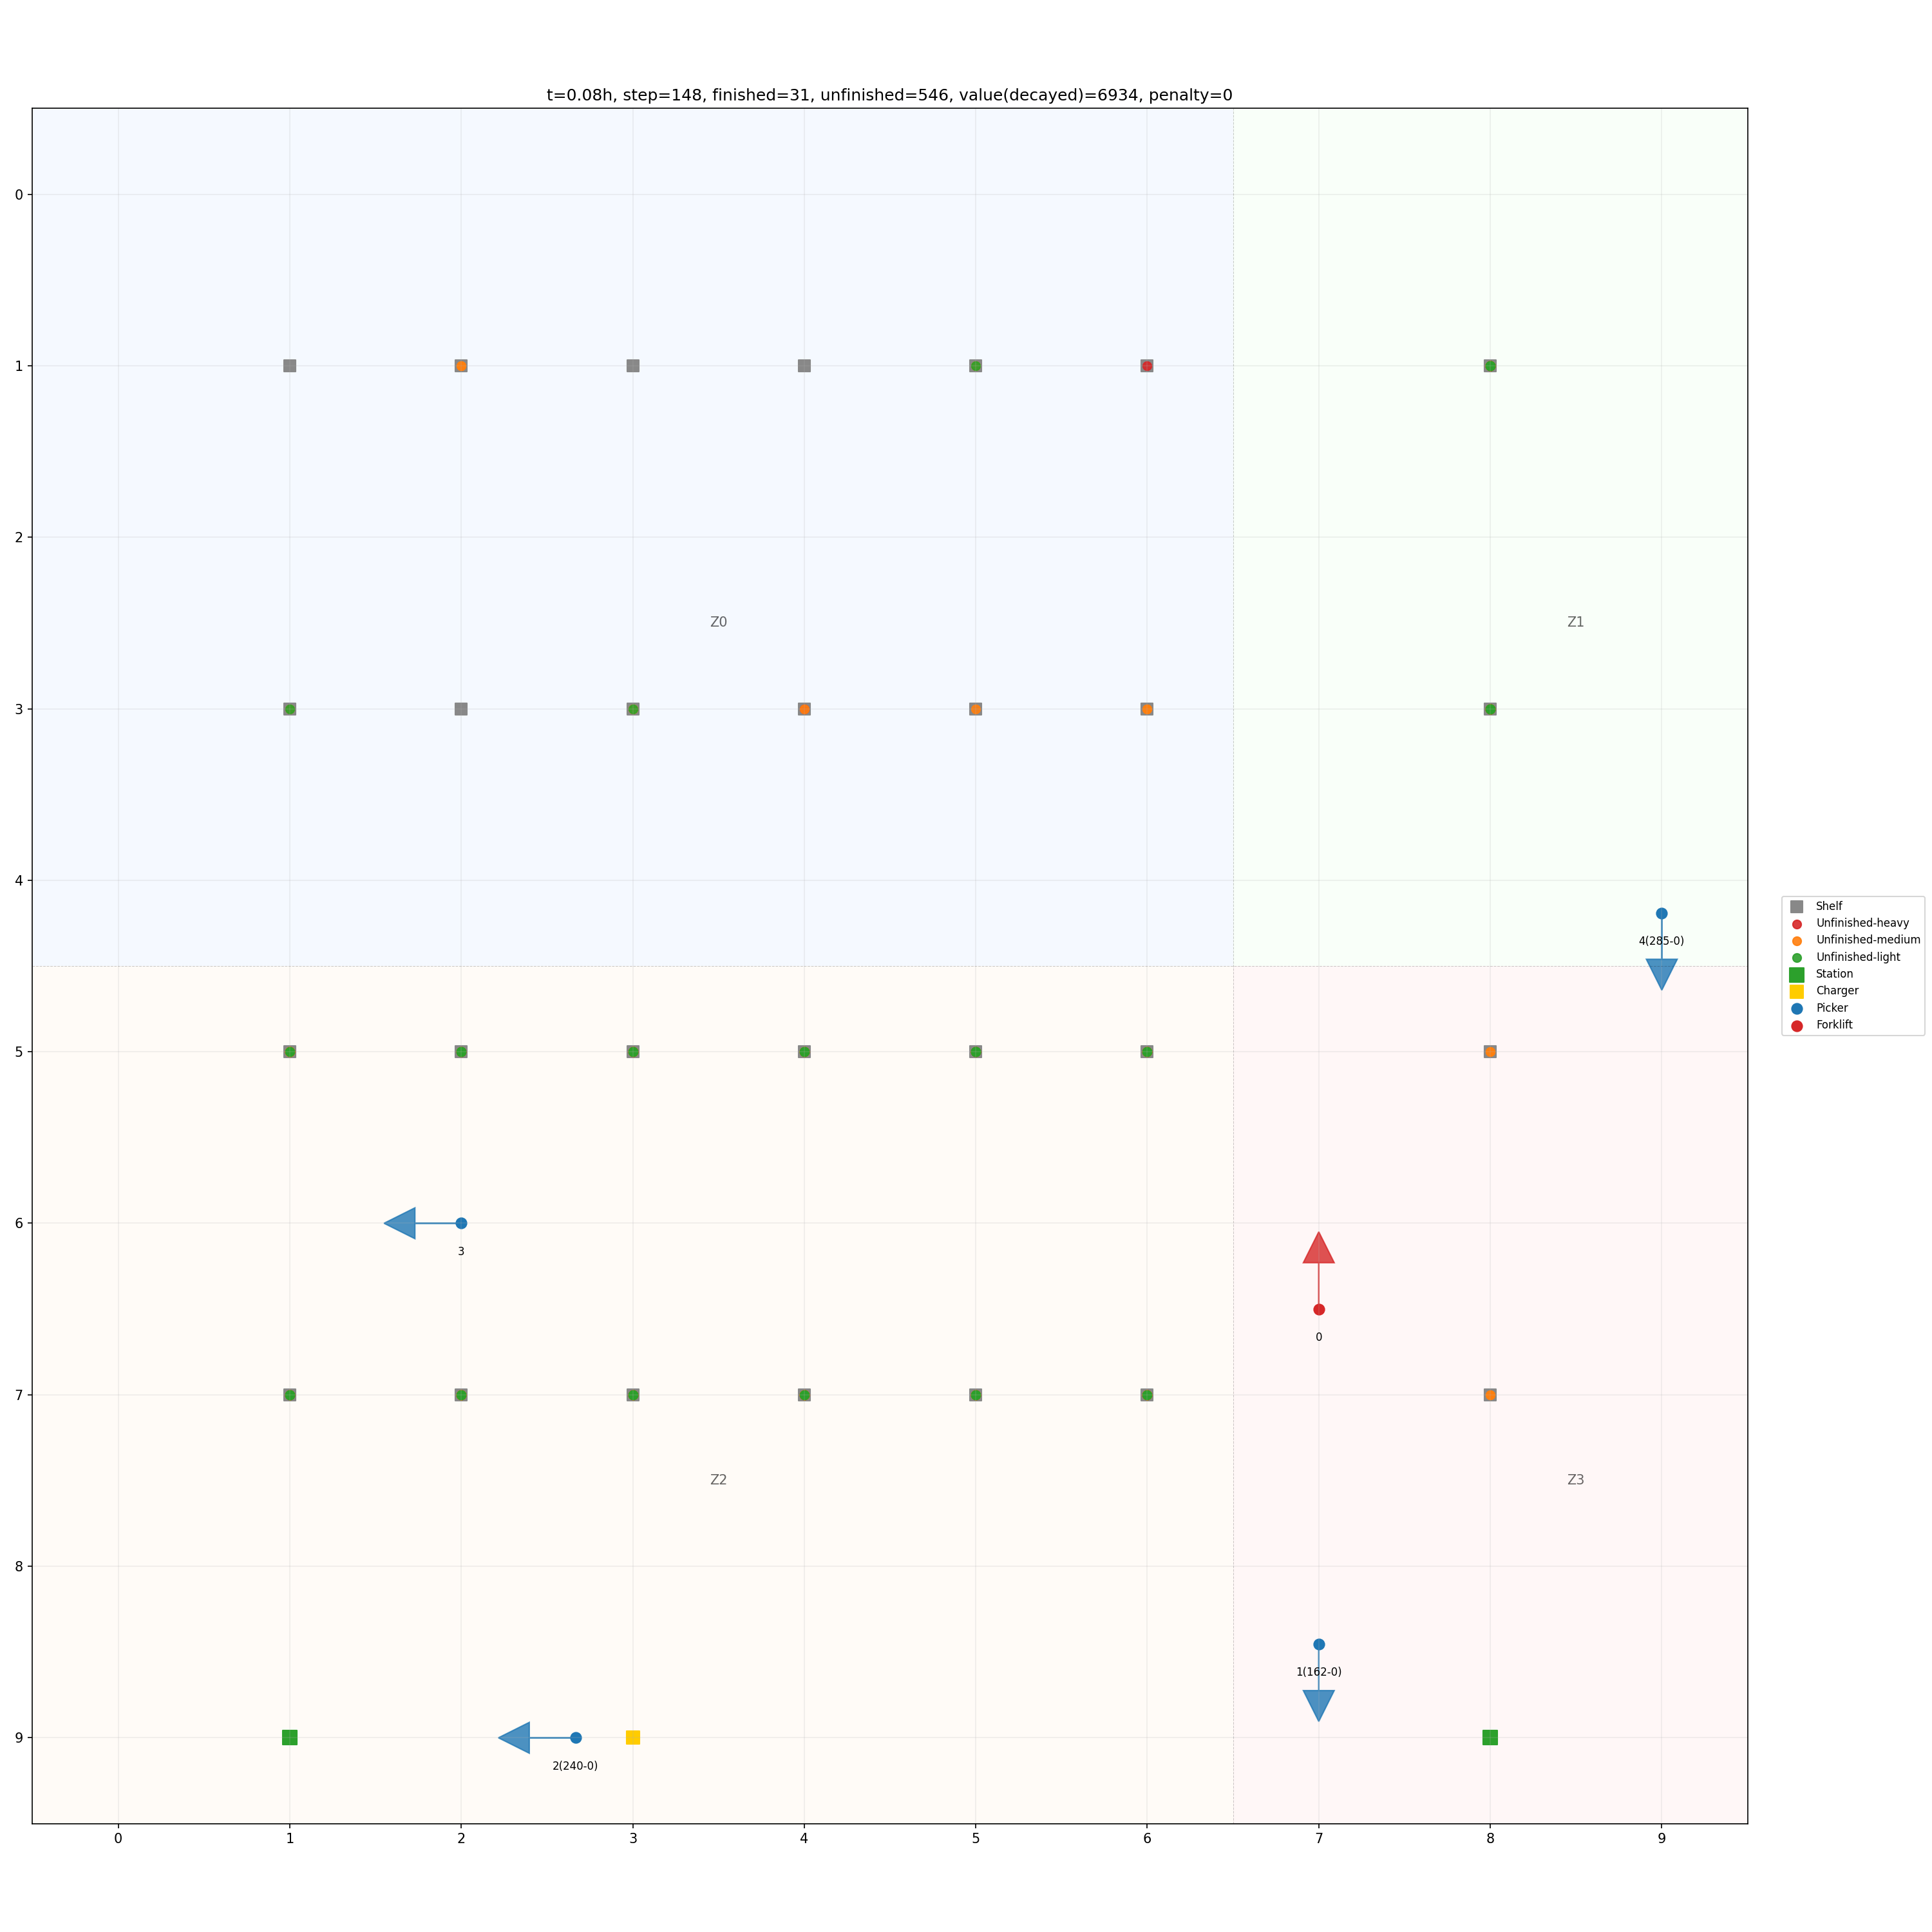 t=0.08h, step=148, finished=31, unfinished=546, value(decayed)=6934, penalty=0
0
1
2
Z0
Z1
3
4
4(285-0)
Shelf
Unfinished-heavy
Unfinished-medium
Unfinished-light
Station
Charger
Picker
Forklift
5
6
3
0
7
Z2
Z3
8
1(162-0)
9
2(240-0)
0 1 2 3 4 5 6 7 8 9